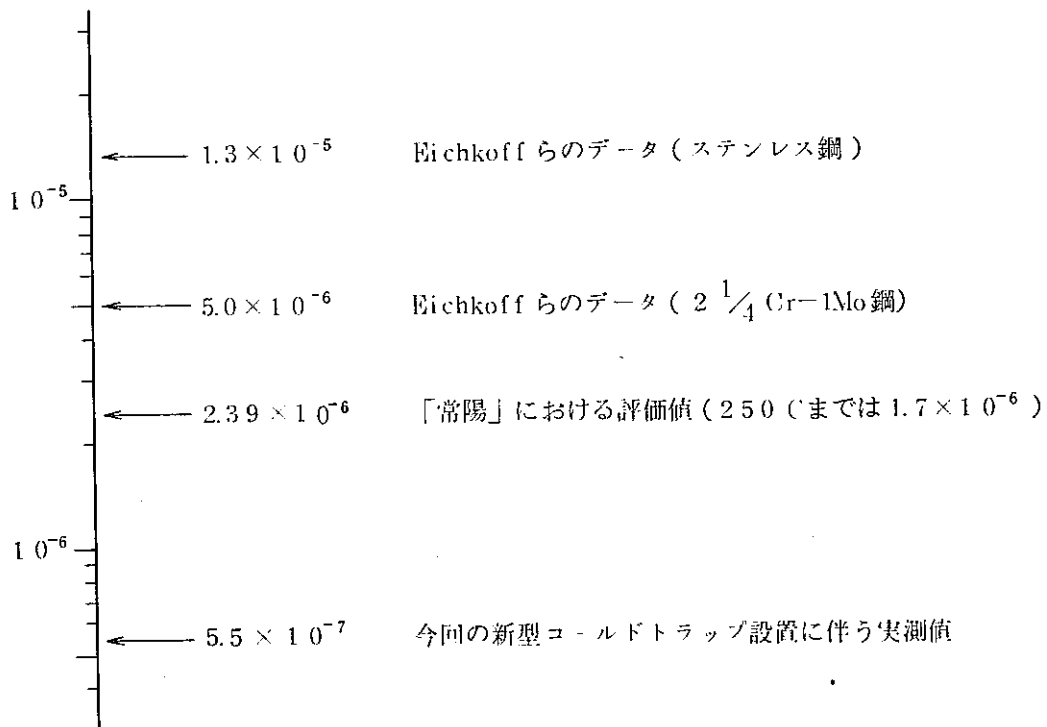 1.3×10⁻⁵ Eichkoffらのデータ(ステンレス鋼)
10⁻⁵
5.0×10⁻⁶ Eichkoffらのデータ(2 1/4 Cr-1Mo鋼)
2.39×10⁻⁶ 「常陽」における評価値(250℃までは1.7×10⁻⁶)
10⁻⁶
5.5×10⁻⁷ 今回の新型コールドトラップ設置に伴う実測値